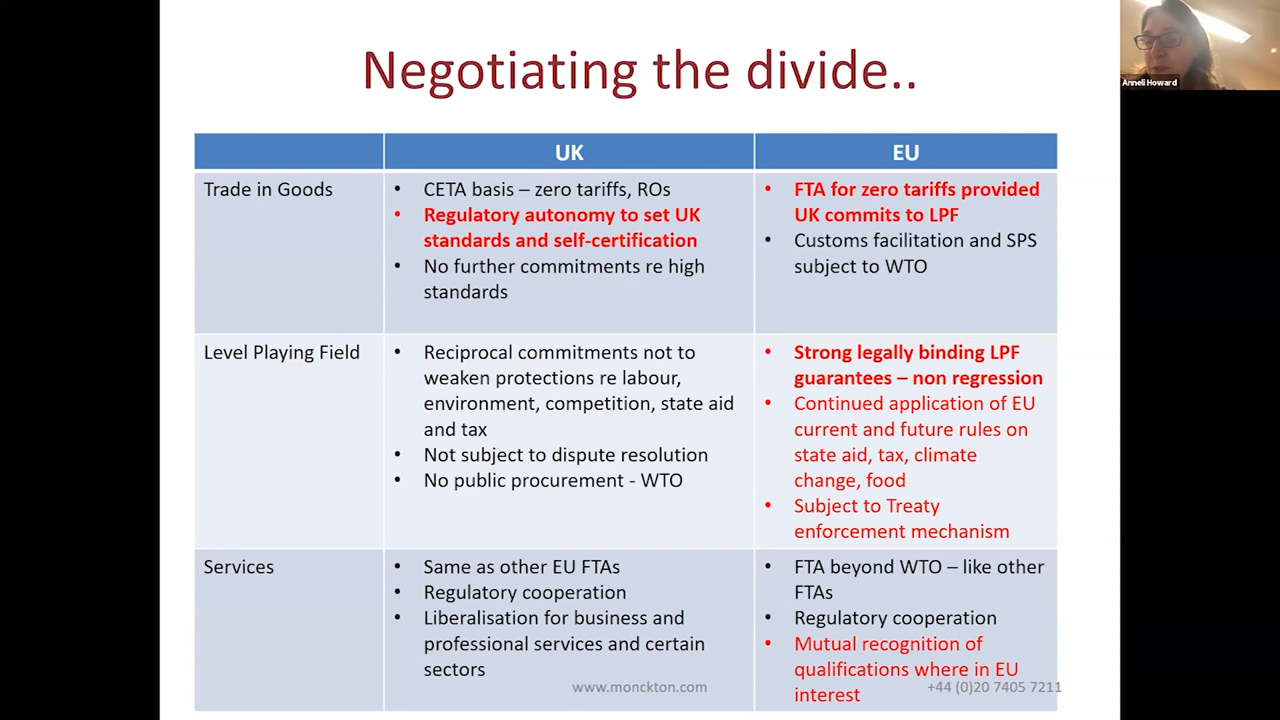 Negotiating the divide..
Anneli Howard
UK
EU
Trade in Goods
• CETA basis – zero tariffs, ROs
• Regulatory autonomy to set UK
standards and self-certification
• No further commitments re high
standards
• FTA for zero tariffs provided
UK commits to LPF
• Customs facilitation and SPS
subject to WTO
Level Playing Field
• Reciprocal commitments not to
weaken protections re labour,
environment, competition, state aid
and tax
• Not subject to dispute resolution
• No public procurement - WTO
• Strong legally binding LPF
guarantees – non regression
• Continued application of EU
current and future rules on
state aid, tax, climate
change, food
• Subject to Treaty
enforcement mechanism
Services
• Same as other EU FTAs
• Regulatory cooperation
• Liberalisation for business and
professional services and certain
sectors
• FTA beyond WTO – like other
FTAs
• Regulatory cooperation
• Mutual recognition of
qualifications where in EU
interest
www.monckton.com
+44 (0)20 7405 7211